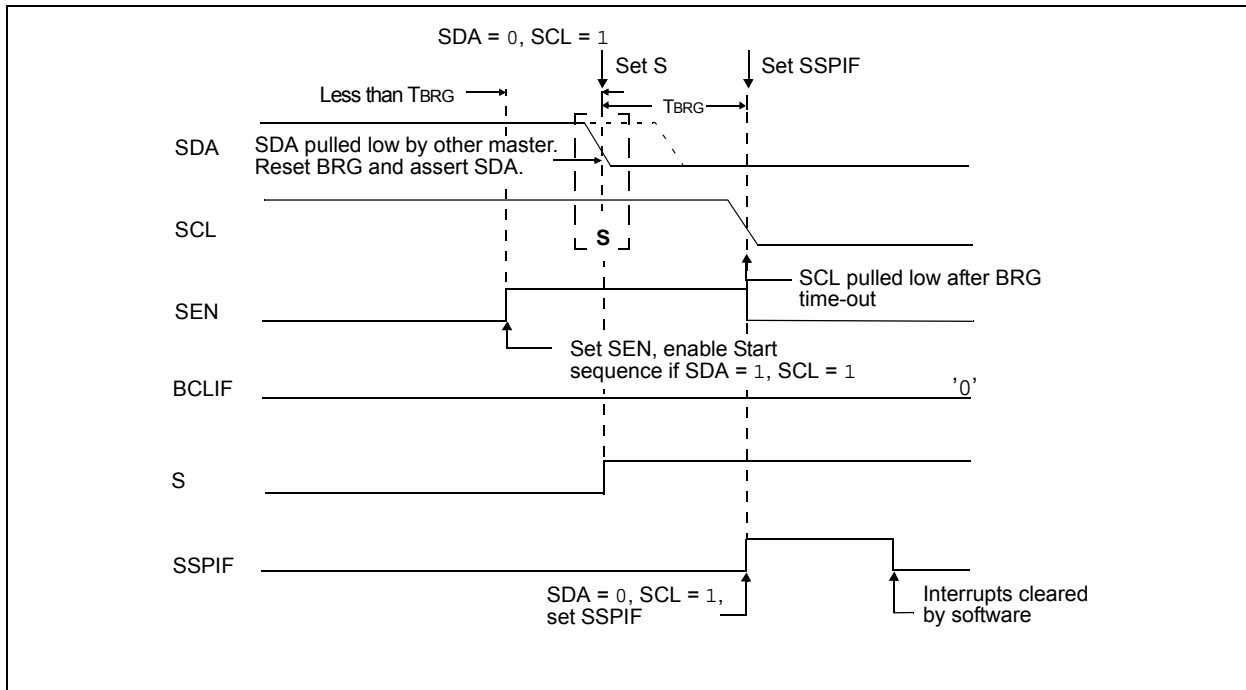 SDA = 0, SCL = 1
Set S
Set SSPIF
Less than TBRG
TBRG
SDA
SDA pulled low by other master.
Reset BRG and assert SDA.
SCL
S
SCL pulled low after BRG
time-out
SEN
Set SEN, enable Start
sequence if SDA = 1, SCL = 1
BCLIF
'0'
S
SSPIF
SDA = 0, SCL = 1,
set SSPIF
Interrupts cleared
by software